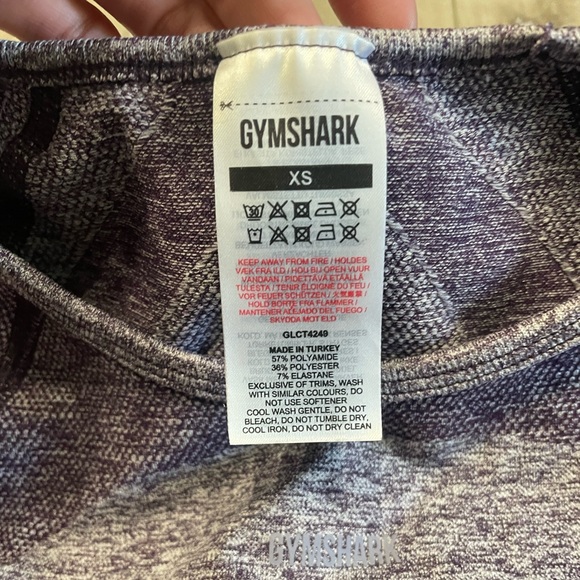 GYMSHARK
XS
30
KEEP AWAY FROM FIRE / HOLDES
VÆK FRA ILD / HOU BIJ OPEN VUUR
VANDAAN / PIDETTÄVÄ ETÄÄLLÄ
TULESTA / TENIR ÉLOIGNÉ DU FEU /
VOR FEUER SCHÜTZEN /
HOLD BORTE FRA FLAMMER /
MANTENER ALEJADO DEL FUEGO /
SKYDDA MOT ELD
GLCT4249
MADE IN TURKEY
57% POLYAMIDE
36% POLYESTER
7% ELASTANE
EXCLUSIVE OF TRIMS, WASH
WITH SIMILAR COLOURS, DO
NOT USE SOFTENER
COOL WASH GENTLE, DO NOT
BLEACH, DO NOT TUMBLE DRY,
COOL IRON, DO NOT DRY CLEAN
GYMSHARK